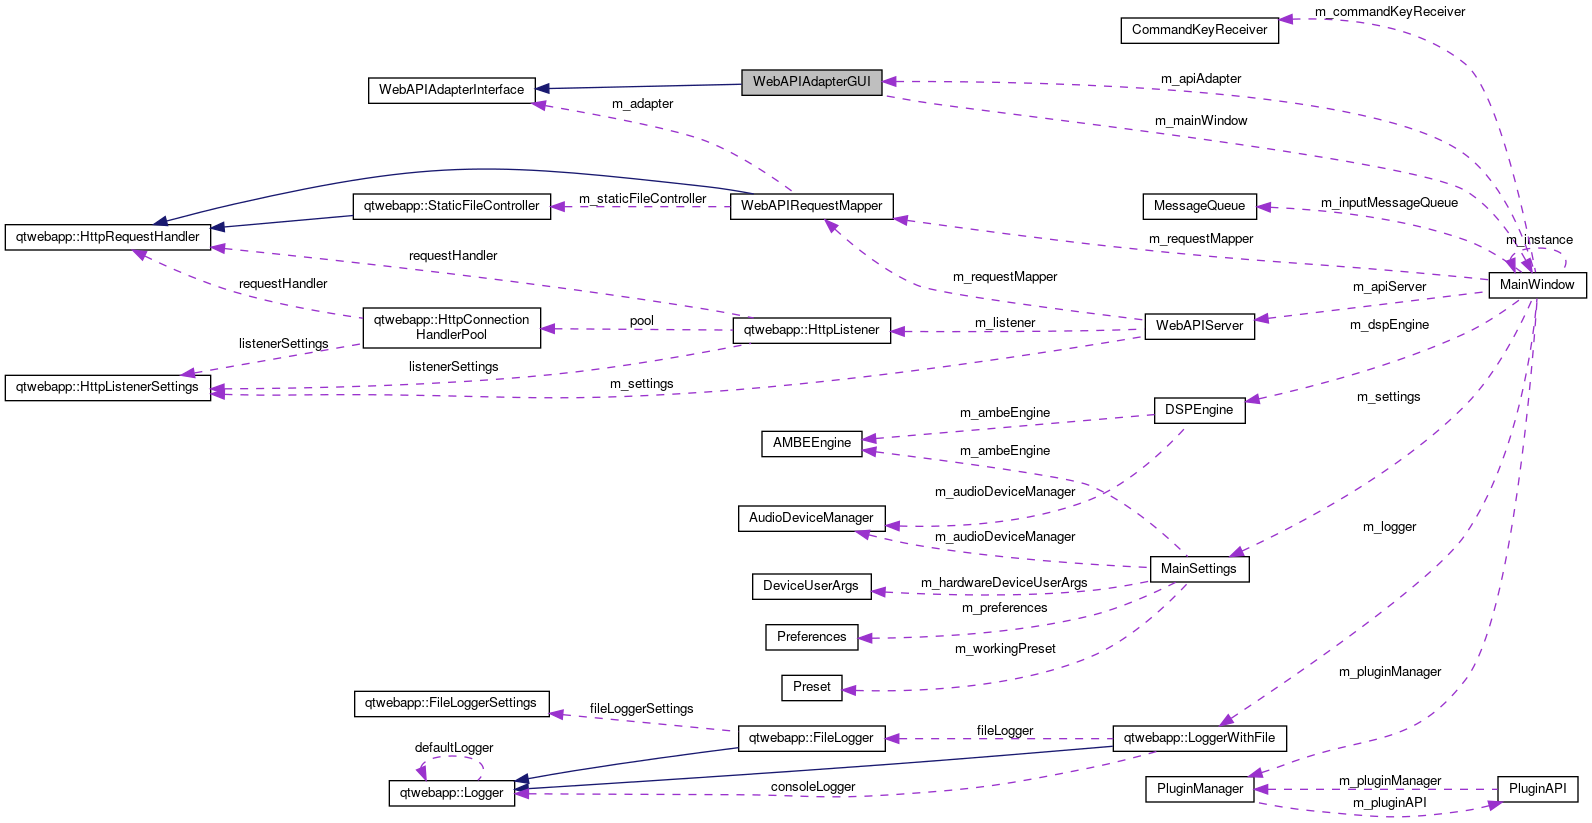 m_commandKeyReceiver
CommandKeyReceiver
WebAPIAdapterGUI
m_apiAdapter
WebAPIAdapterInterface
m_adapter
m_mainWindow
qtwebapp::StaticFileController
m_staticFileController
WebAPIRequestMapper
MessageQueue
m_inputMessageQueue
qtwebapp::HttpRequestHandler
m_requestMapper
m_instance
requestHandler
requestHandler
m_requestMapper
m_apiServer
MainWindow
qtwebapp::HttpConnection
HandlerPool
pool
qtwebapp::HttpListener
m_listener
WebAPIServer
m_dspEngine
listenerSettings
listenerSettings
qtwebapp::HttpListenerSettings
m_settings
m_settings
DSPEngine
m_ambeEngine
AMBEEngine
m_ambeEngine
m_audioDeviceManager
AudioDeviceManager
m_audioDeviceManager
m_logger
MainSettings
DeviceUserArgs
m_hardwareDeviceUserArgs
m_preferences
Preferences
m_workingPreset
m_pluginManager
Preset
qtwebapp::FileLoggerSettings
fileLoggerSettings
qtwebapp::FileLogger
fileLogger
qtwebapp::LoggerWithFile
defaultLogger
qtwebapp::Logger
consoleLogger
PluginManager
m_pluginManager
m_pluginAPI
PluginAPI